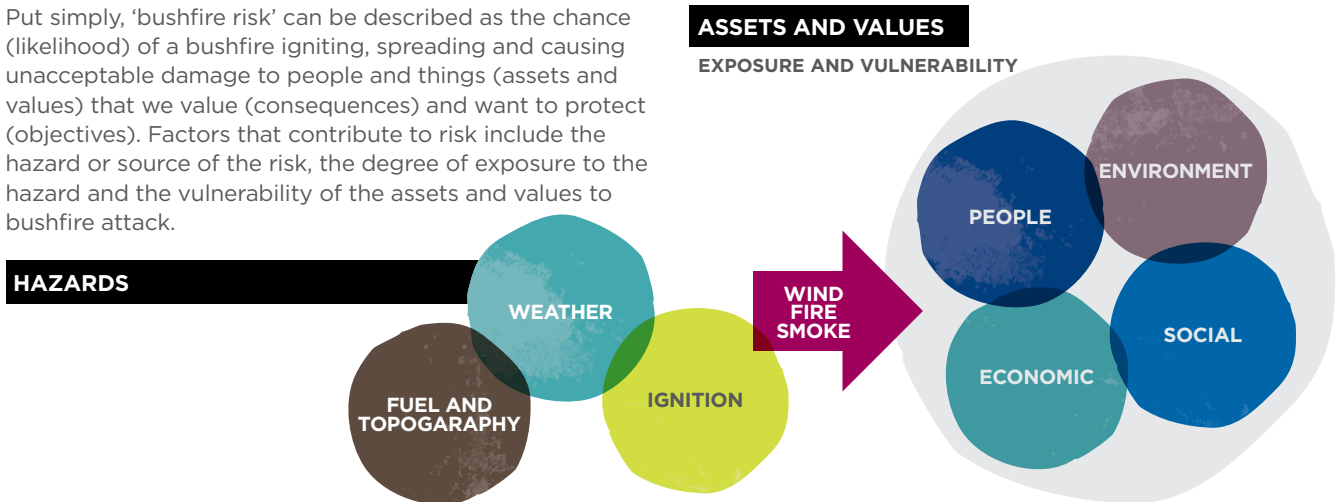 Put simply, ‘bushfire risk’ can be described as the chance
(likelihood) of a bushfire igniting, spreading and causing
unacceptable damage to people and things (assets and
values) that we value (consequences) and want to protect
(objectives). Factors that contribute to risk include the
hazard or source of the risk, the degree of exposure to the
hazard and the vulnerability of the assets and values to
bushfire attack.
HAZARDS
WEATHER
FUEL AND
TOPOGARAPHY
IGNITION
WIND
FIRE
SMOKE
ASSETS AND VALUES
EXPOSURE AND VULNERABILITY
PEOPLE
ENVIRONMENT
ECONOMIC
SOCIAL